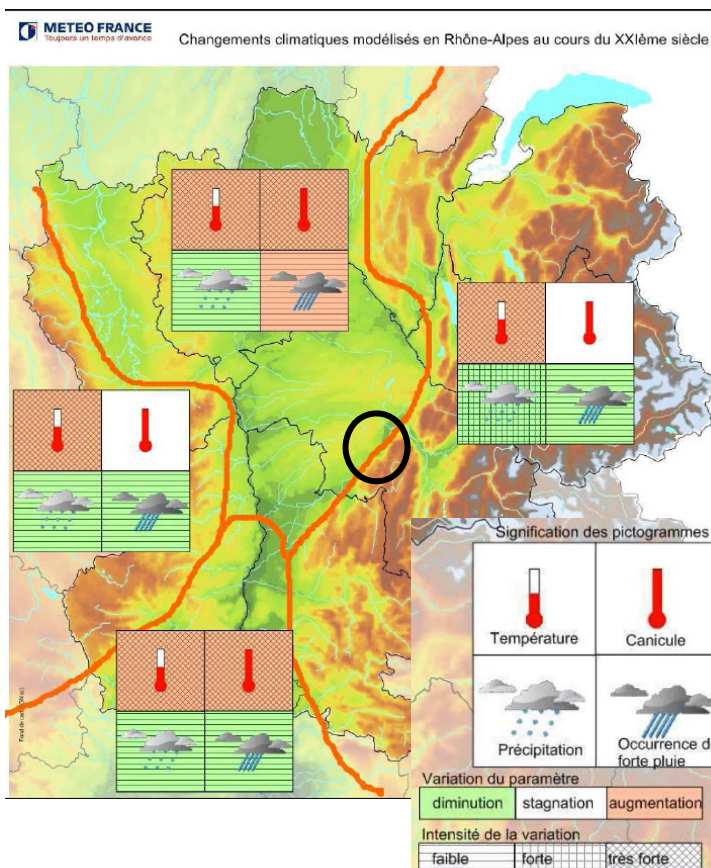 METEO FRANCE
Toujours un temps d'avance
Changements climatiques modélisés en Rhône-Alpes au cours du XXIème siècle
Signification des pictogrammes
Température
Canicule
Précipitation
Occurrence d
forte pluie
Variation du paramètre
diminution
stagnation
augmentation
Intensité de la variation
faible
forte
très forte